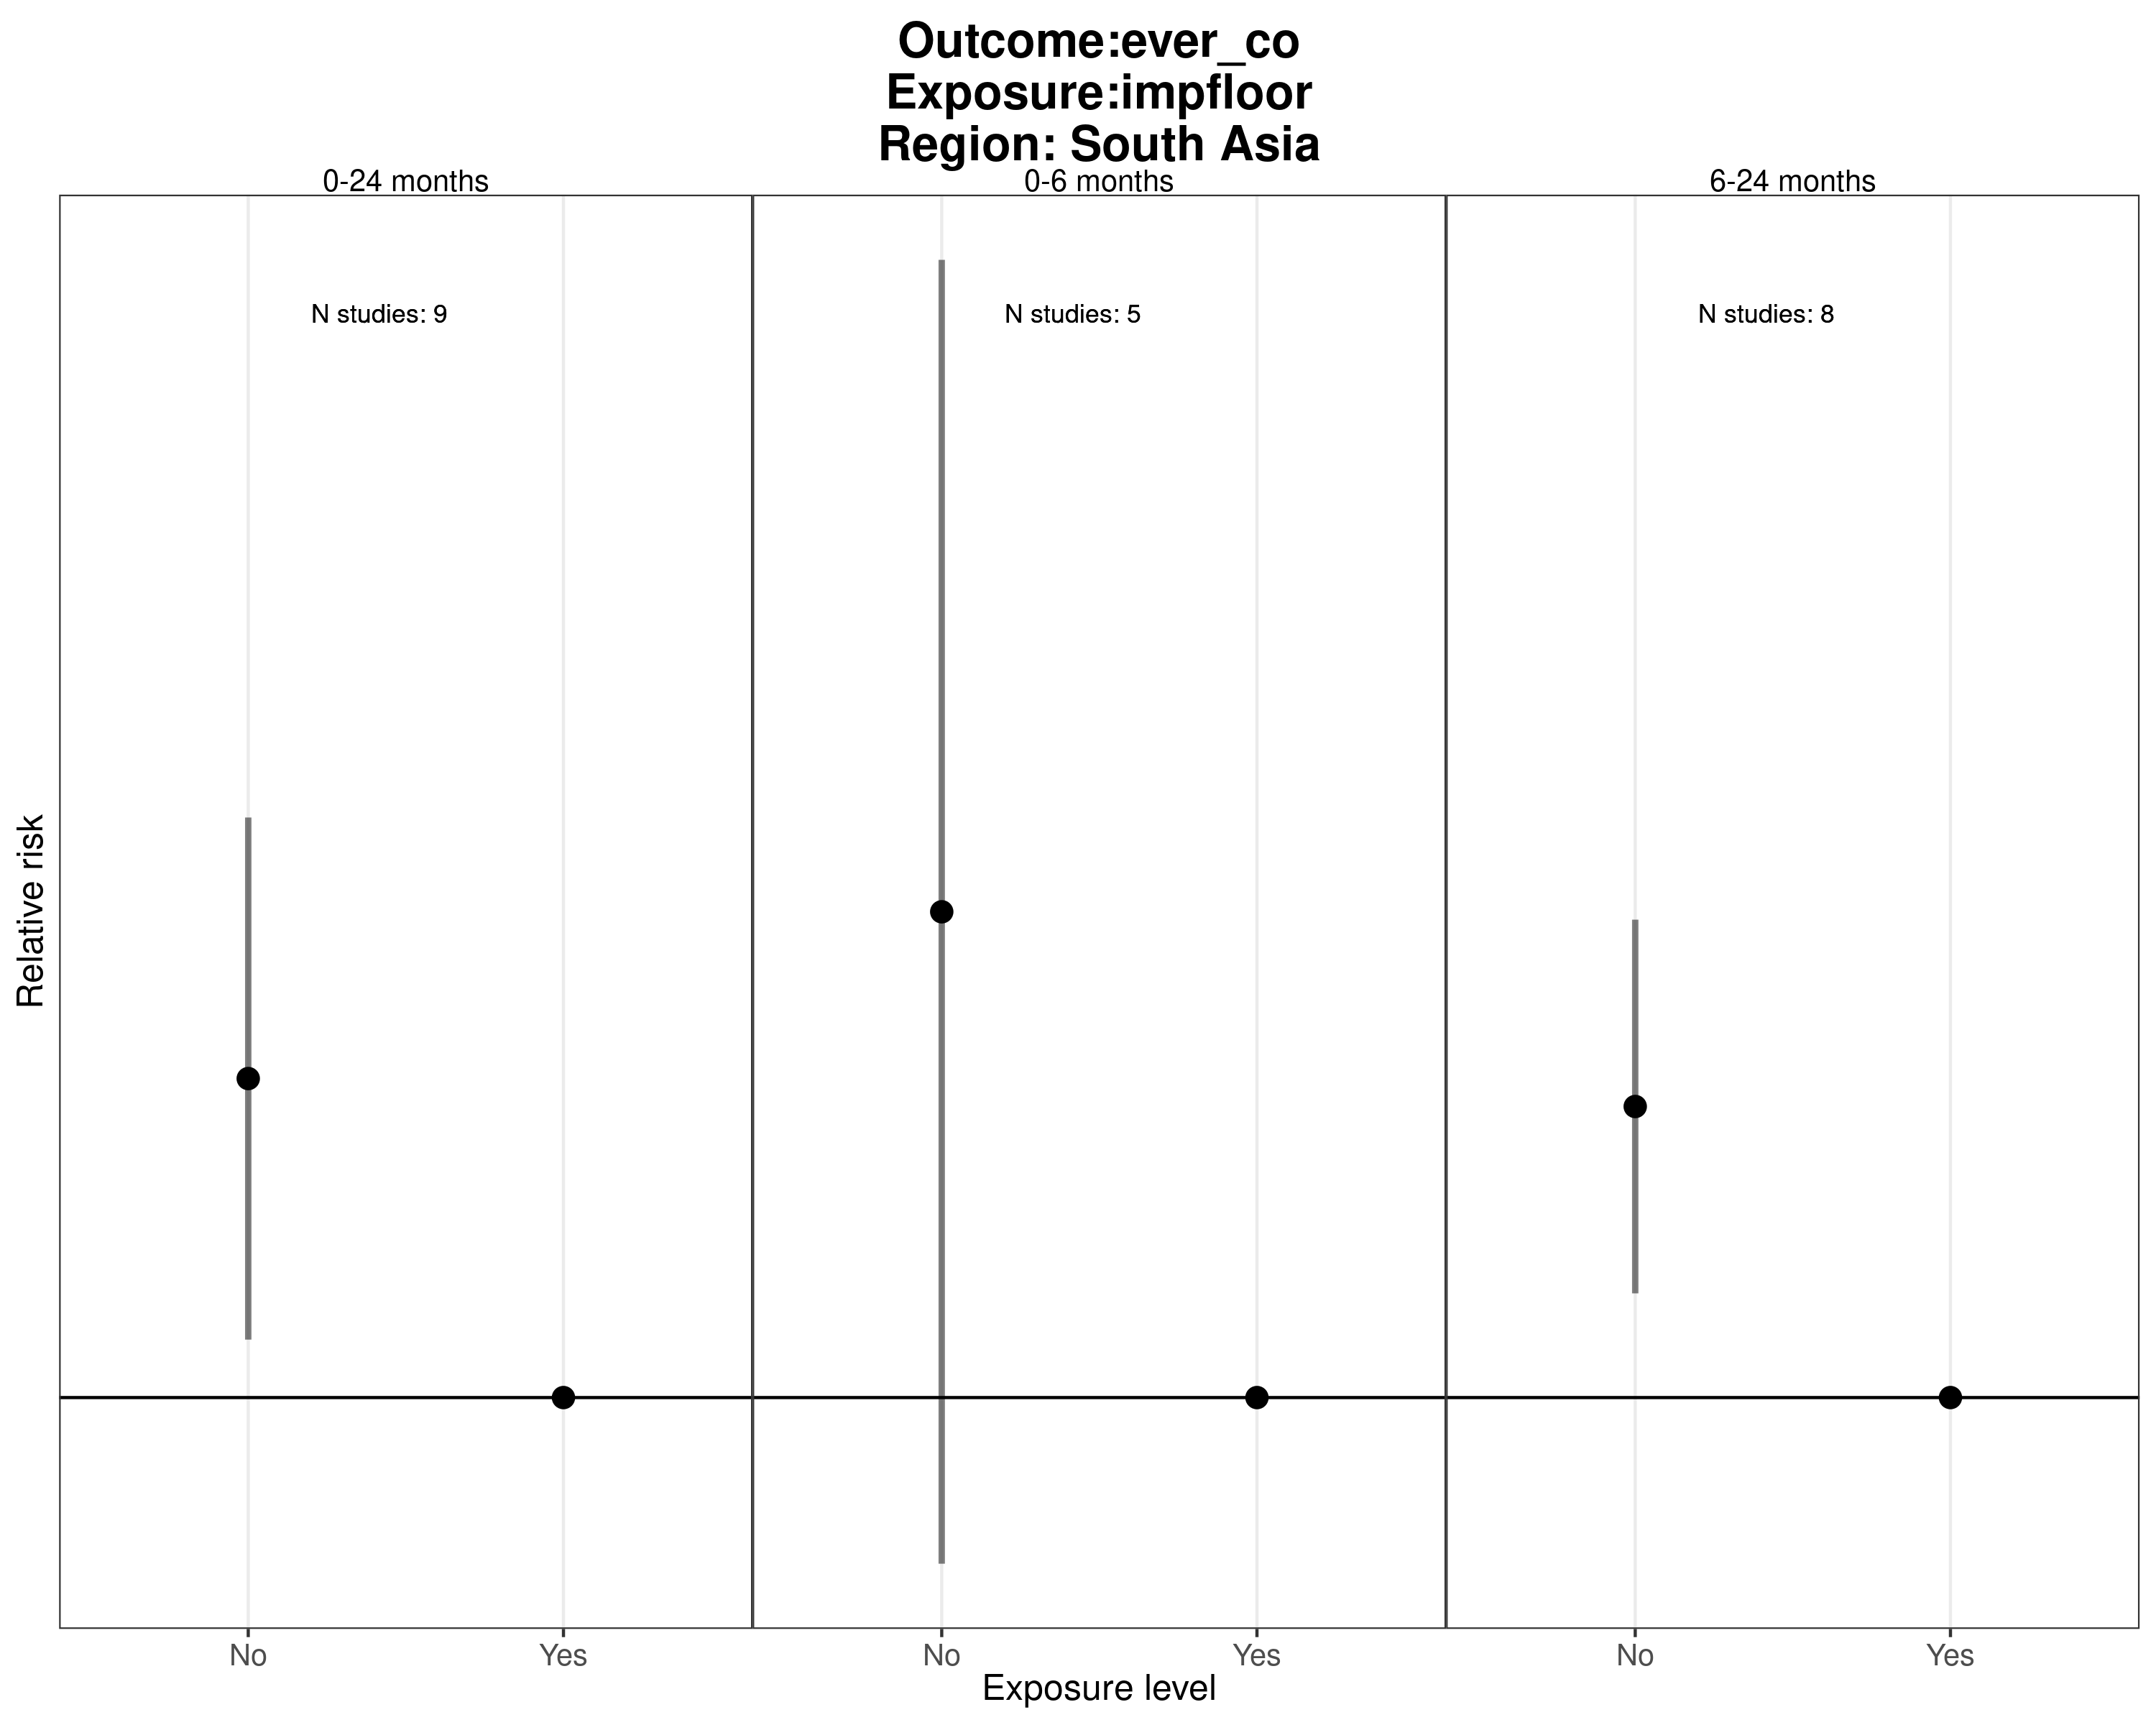 Outcome:ever_co
Exposure:impfloor
Region: South Asia
0-24 months
0-6 months
6-24 months
N studies: 9
N studies: 5
N studies: 8
Relative risk
No
Yes
No
Yes
No
Yes
Exposure level